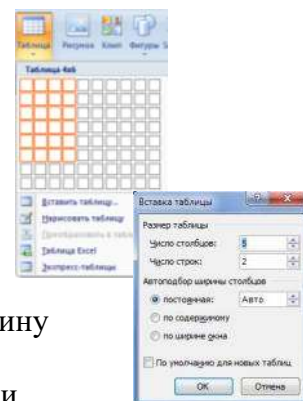 Таблица Рисунок Клип Фигуры
Таблица 4x6
Вставить таблицу...
Нарисовать таблицу
Преобразовать в табл
Таблица Excel
Экспресс-таблицы
Вставка таблицы
Размер таблицы
Число столбцов: 5
Число строк: 2
Автоподбор ширины столбцов
постоянная: Авто
по содержимому
по ширине окна
По умолчанию для новых таблиц
ОК Отмена
ину
и